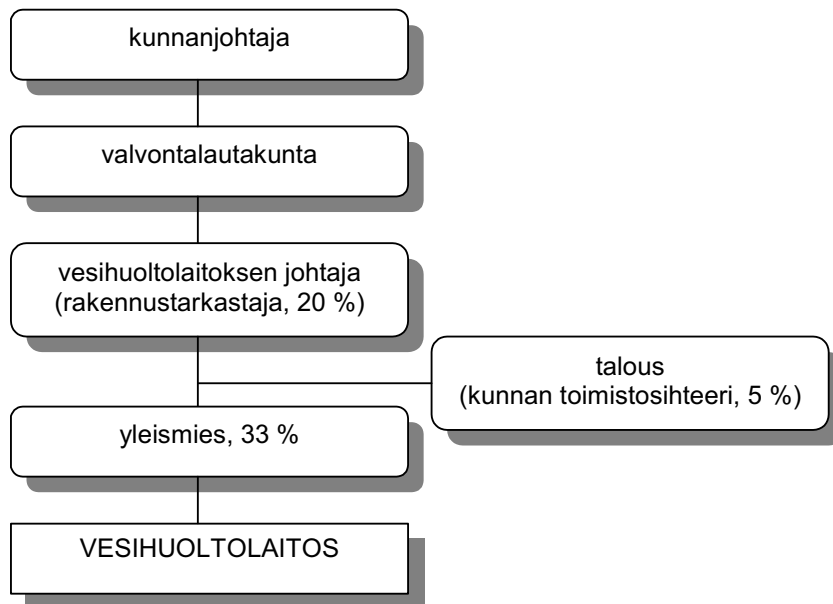 kunnanjohtaja
valvontalautakunta
vesihuoltolaitoksen johtaja
(rakennustarkastaja, 20 %)
talous
(kunnan toimistosihteeri, 5 %)
yleismies, 33 %
VESIHUOLTOLAITOS